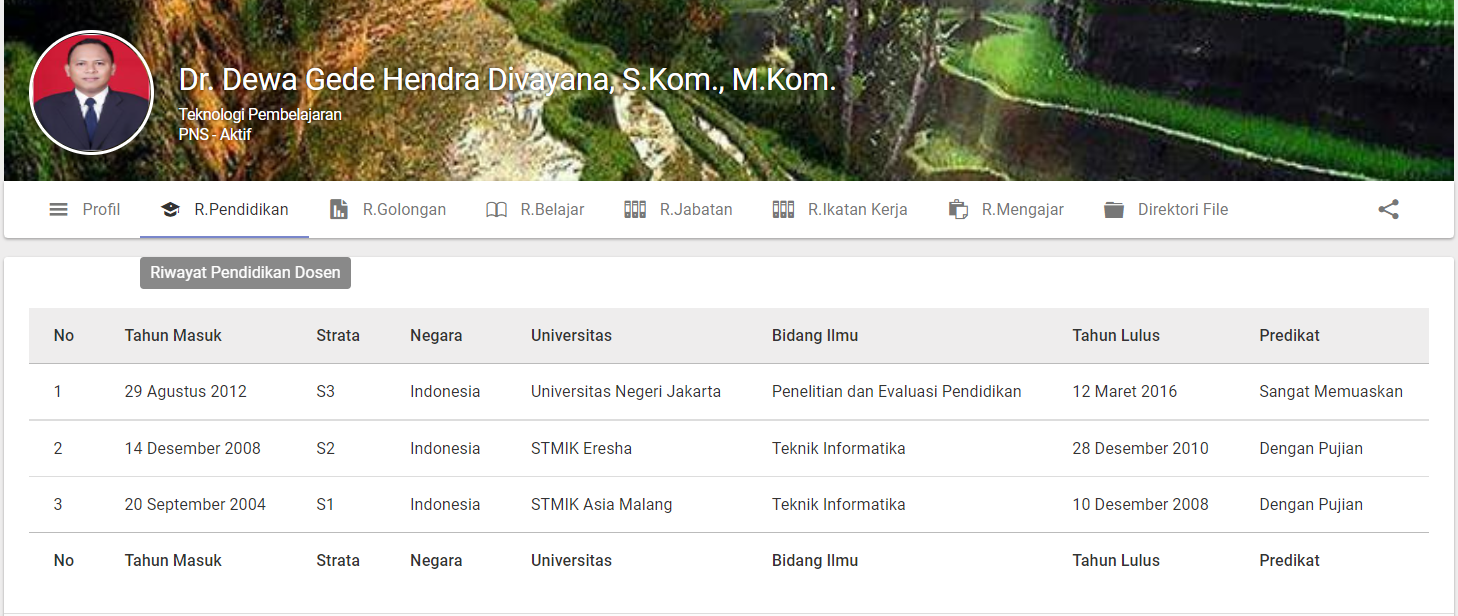 Dr. Dewa Gede Hendra Divayana, S.Kom., M.Kom.
Teknologi Pembelajaran
PNS - Aktif
Profil R.Pendidikan R.Golongan R.Belajar R.Jabatan R.Ikatan Kerja R.Mengajar Direktori File
Riwayat Pendidikan Dosen
No Tahun Masuk Strata Negara Universitas Bidang Ilmu Tahun Lulus Predikat
1 29 Agustus 2012 S3 Indonesia Universitas Negeri Jakarta Penelitian dan Evaluasi Pendidikan 12 Maret 2016 Sangat Memuaskan
2 14 Desember 2008 S2 Indonesia STMIK Eresha Teknik Informatika 28 Desember 2010 Dengan Pujian
3 20 September 2004 S1 Indonesia STMIK Asia Malang Teknik Informatika 10 Desember 2008 Dengan Pujian
No Tahun Masuk Strata Negara Universitas Bidang Ilmu Tahun Lulus Predikat